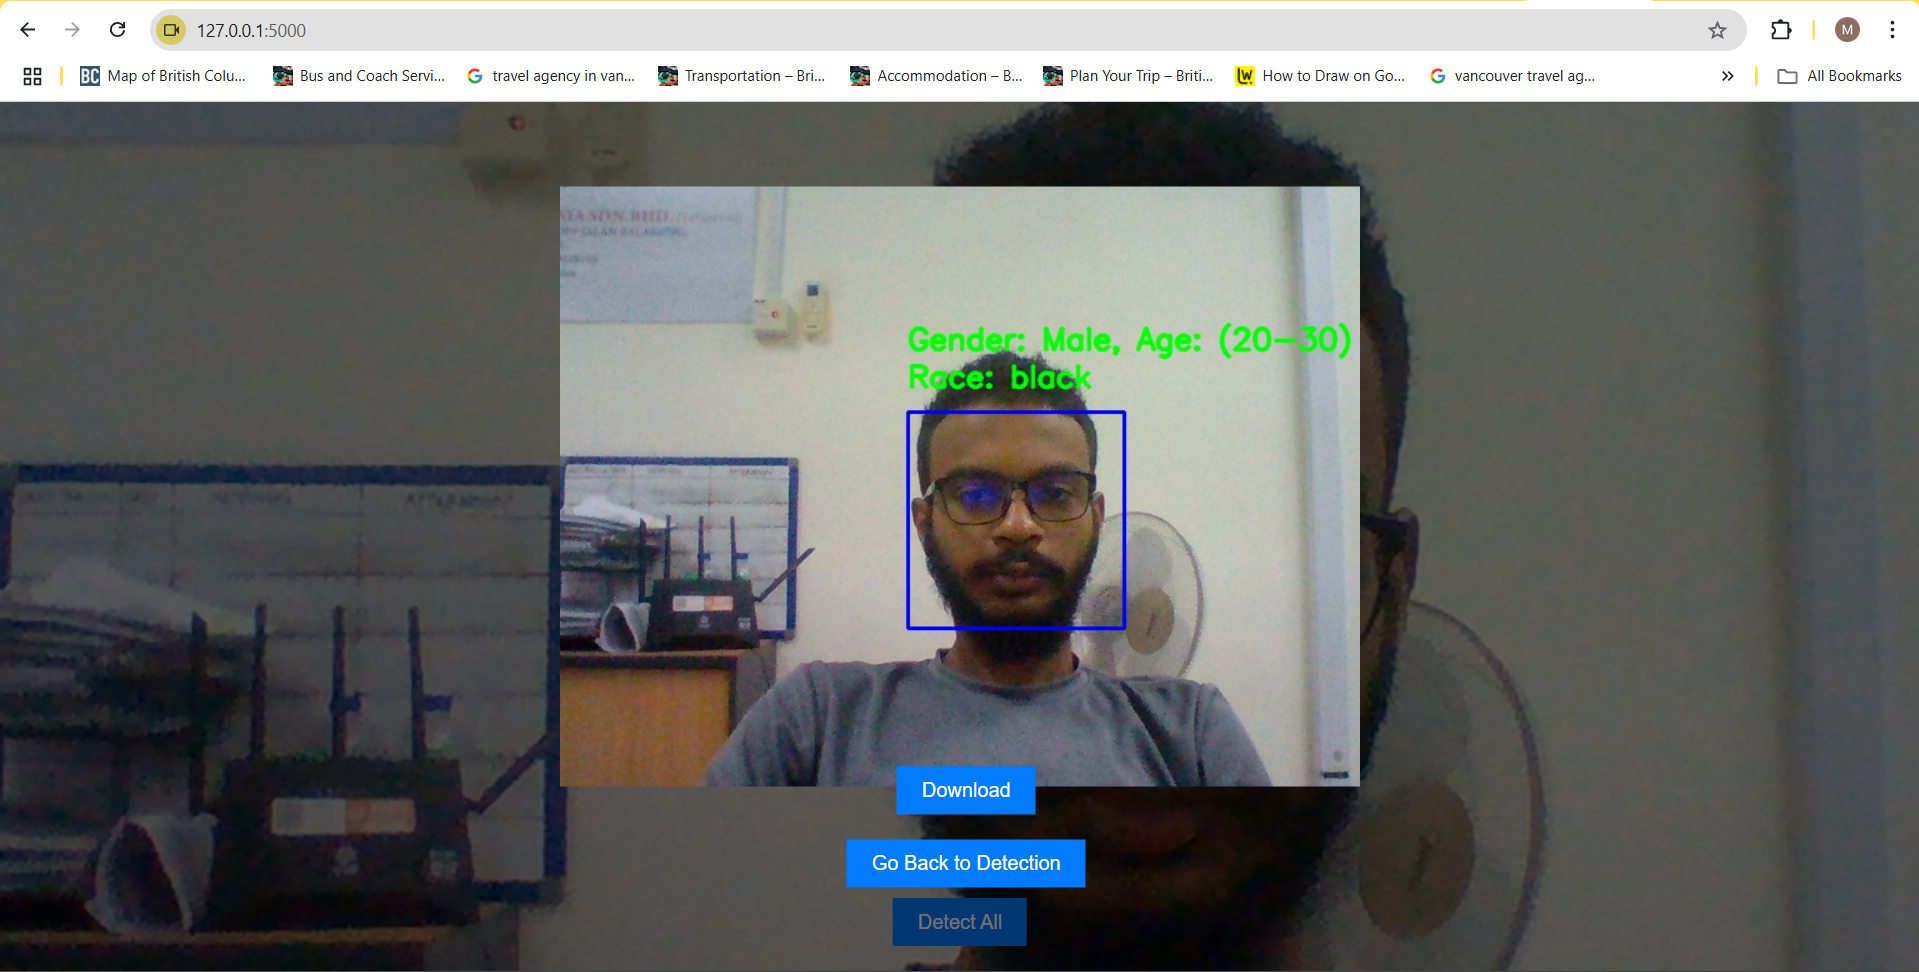 127.0.0.1:5000
M
BC Map of British Colu...
Bus and Coach Servi...
travel agency in van...
Transportation – Bri...
Accommodation – B...
Plan Your Trip – Briti...
How to Draw on Go...
vancouver travel ag...
All Bookmarks
SDN.BHD.
Gender: Male, Age: (20-30)
Race: black
Download
Go Back to Detection
Detect All